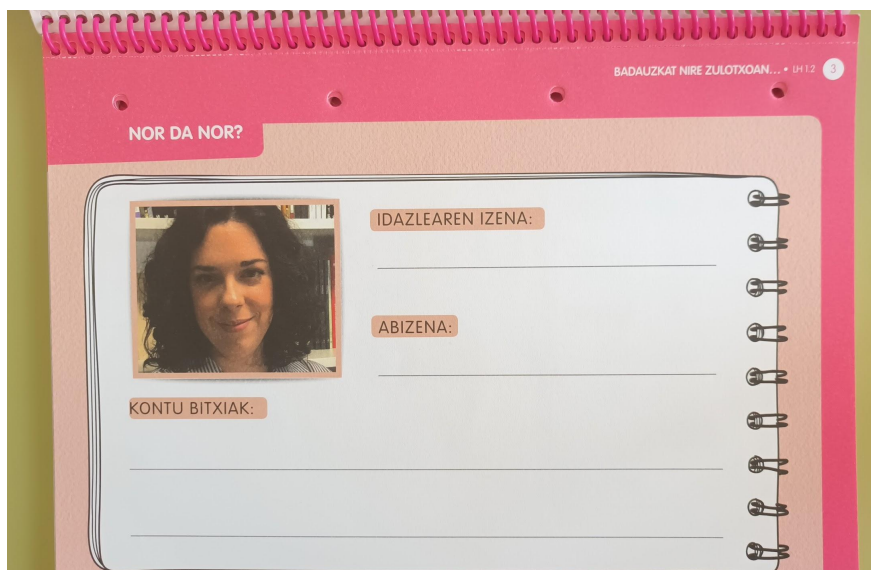 BADAUZKAT NIRE ZULOTXOAN... • LH 1.2 3
NOR DA NOR?
IDAZLEAREN IZENA:
ABIZENA:
KONTU BITXIAK: